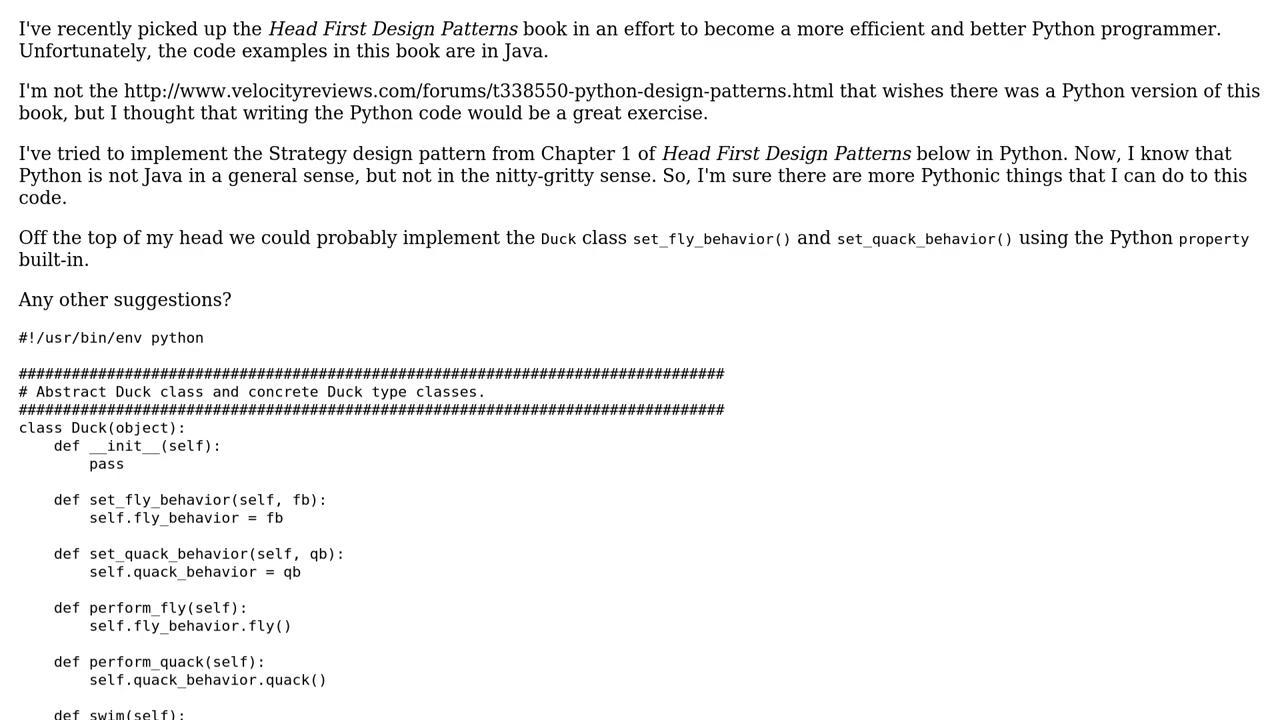 I've recently picked up the Head First Design Patterns book in an effort to become a more efficient and better Python programmer.
Unfortunately, the code examples in this book are in Java.
I'm not the http://www.velocityreviews.com/forums/t338550-python-design-patterns.html that wishes there was a Python version of this
book, but I thought that writing the Python code would be a great exercise.
I've tried to implement the Strategy design pattern from Chapter 1 of Head First Design Patterns below in Python. Now, I know that
Python is not Java in a general sense, but not in the nitty-gritty sense. So, I'm sure there are more Pythonic things that I can do to this
code.
Off the top of my head we could probably implement the Duck class set_fly_behavior() and set_quack_behavior() using the Python property
built-in.
Any other suggestions?
#!/usr/bin/env python
################################################################################
# Abstract Duck class and concrete Duck type classes.
################################################################################
class Duck(object):
    def __init__(self):
        pass
    def set_fly_behavior(self, fb):
        self.fly_behavior = fb
    def set_quack_behavior(self, qb):
        self.quack_behavior = qb
    def perform_fly(self):
        self.fly_behavior.fly()
    def perform_quack(self):
        self.quack_behavior.quack()
    def swim(self):